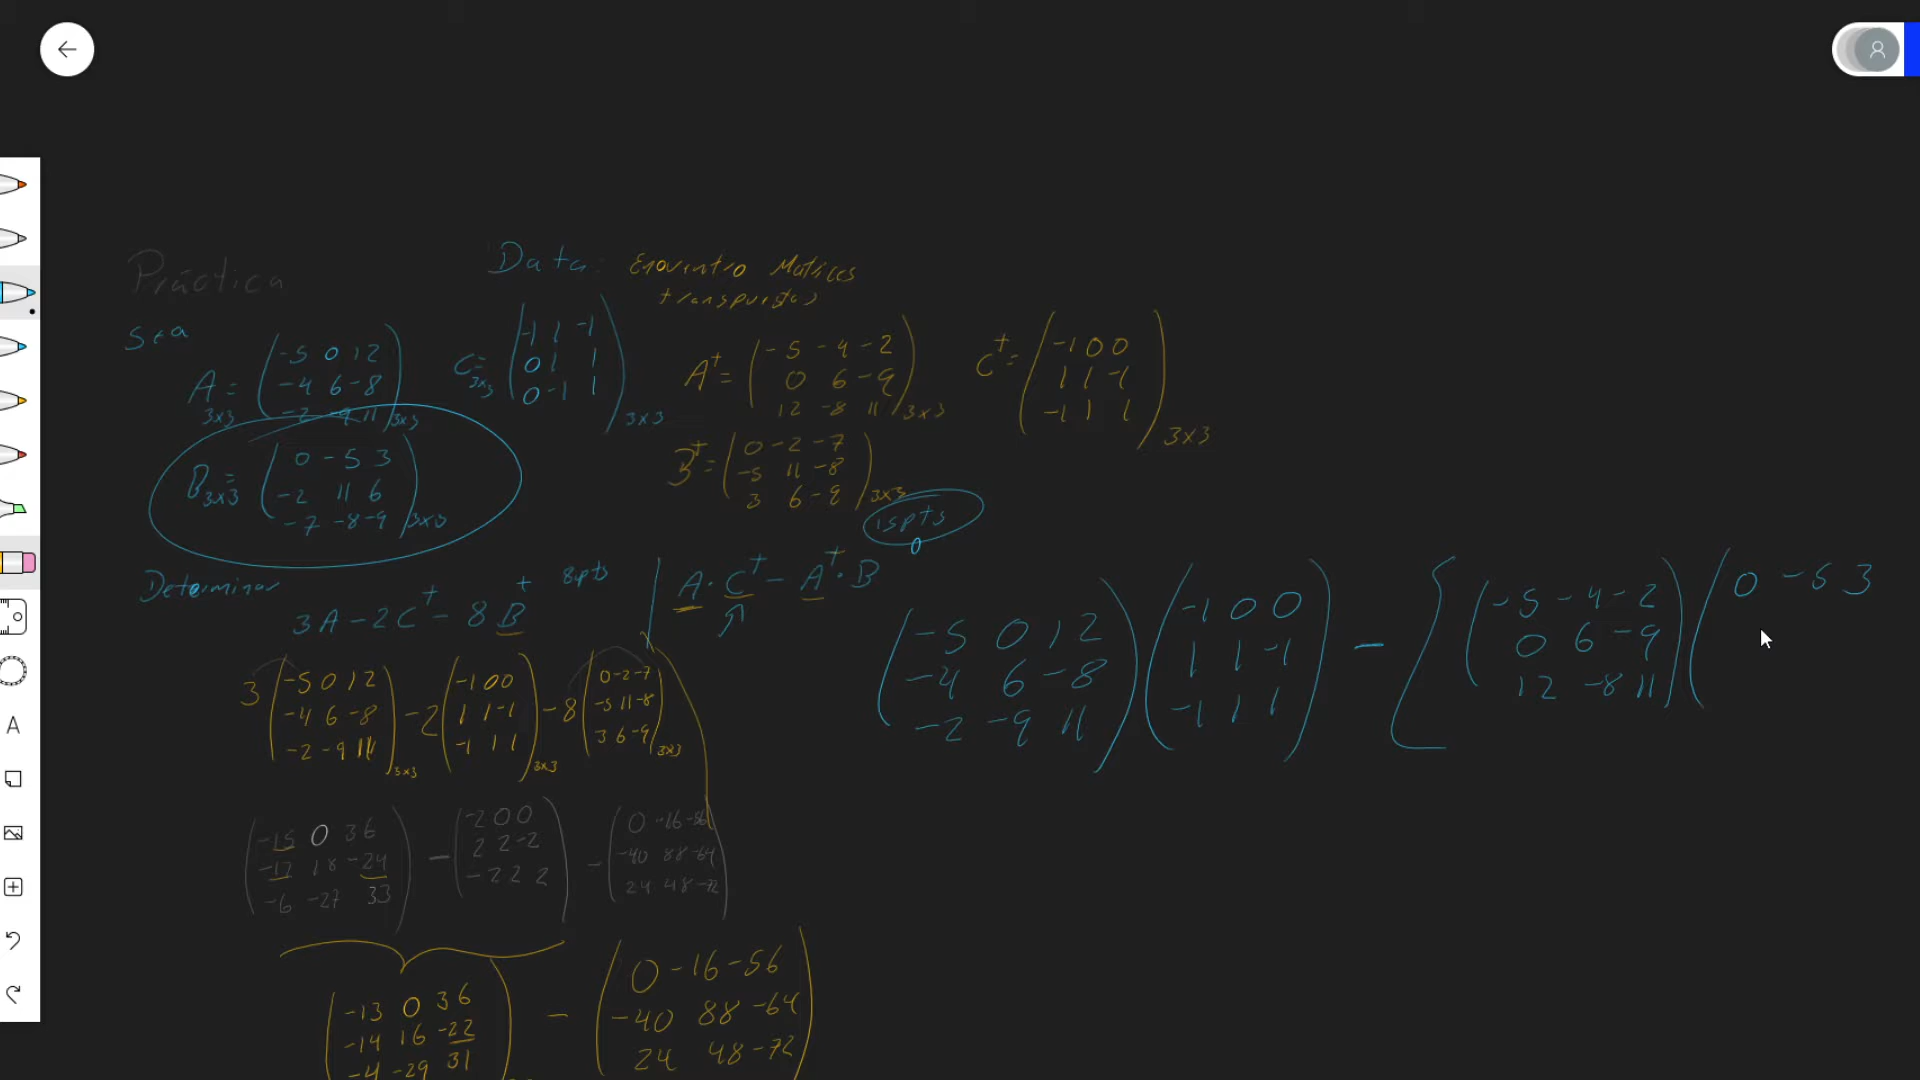 Práctica
Data: Encuentro Matrices
transpuestas
Sea
A = (-5 0 12
3x3 -4 6 -8
-2 -9 11) 3x3
C = (-1 1 -1
3x3 0 1 1
0 -1 1) 3x3
A^t = (-5 -4 -2
0 6 -9
12 -8 11) 3x3
C^t = (-1 0 0
1 1 -1
-1 1 1) 3x3
B = (0 -5 3
3x3 -2 11 6
-7 -8 -9) 3x3
B^t = (0 -2 -7
-5 11 -8
3 6 -9) 3x3
15pts
Determinar
3A - 2C^t - 8B^t 8pts
A · C^t - A^t · B
3 (-5 0 12
-4 6 -8
-2 -9 11) 3x3
-2 (-1 0 0
1 1 -1
-1 1 1) 3x3
-8 (0 -2 -7
-5 11 -8
3 6 -9) 3x3
(-15 0 36
-12 18 -24
-6 -27 33)
- (-2 0 0
2 2 -2
-2 2 2)
- (0 -16 -56
-40 88 -64
24 48 -72)
(-13 0 36
-14 16 -22
-4 -29 31
- (0 -16 -56
-40 88 -64
24 48 -72)
(-5 0 12
-4 6 -8
-2 -9 11)
(-1 0 0
1 1 -1
-1 1 1)
- {(-5 -4 -2
0 6 -9
12 -8 11)
(0 -5 3
A